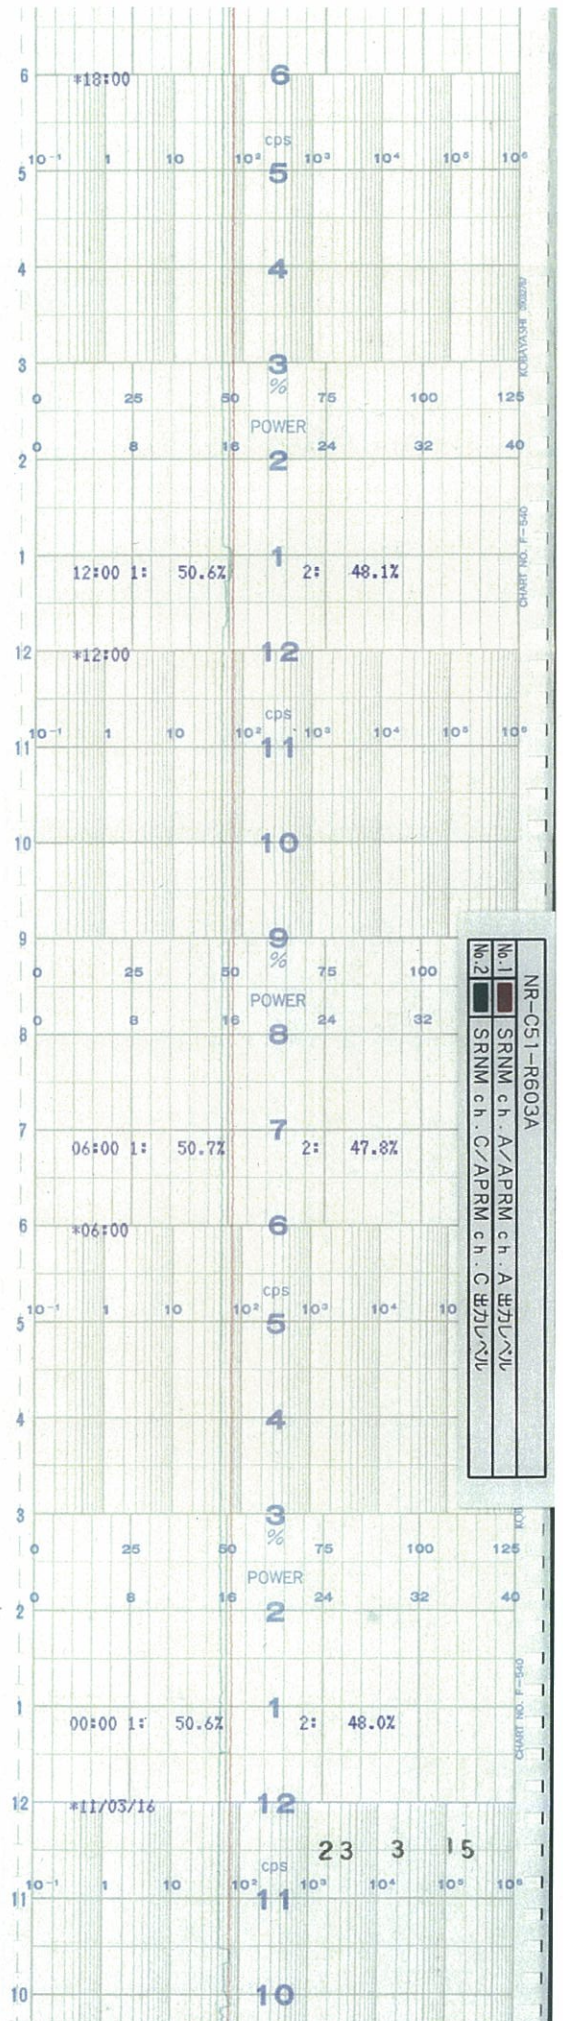 6 *18:00 6
cps
10⁻¹ 1 10 10² 10³ 10⁴ 10⁵ 10⁶
5 5
4 4
3 3
%
0 25 50 75 100 125
POWER
0 8 16 24 32 40
2 2
1 1
12:00 1: 50.6% 2: 48.1%
CHART NO. F-540
12 *12:00 12
cps
10⁻¹ 1 10 10² 10³ 10⁴ 10⁵ 10⁶
11 11
10 10
9 9
%
0 25 50 75 100
POWER
0 8 16 24 32
8 8
7 7
06:00 1: 50.7% 2: 47.8%
6 *06:00 6
NR-C51-R603A
No.1 SRNM ch.A/APRM ch.A 出力レベル
No.2 SRNM ch.C/APRM ch.C 出力レベル
cps
10⁻¹ 1 10 10² 10³ 10⁴ 10
5 5
4 4
3 3
%
0 25 50 75 100 125
POWER
0 8 16 24 32 40
2 2
1 1
00:00 1: 50.6% 2: 48.0%
CHART NO. F-540
12 *11/03/16 12
23 3 15
cps
10⁻¹ 1 10 10² 10³ 10⁴ 10⁵ 10⁶
11 11
10 10